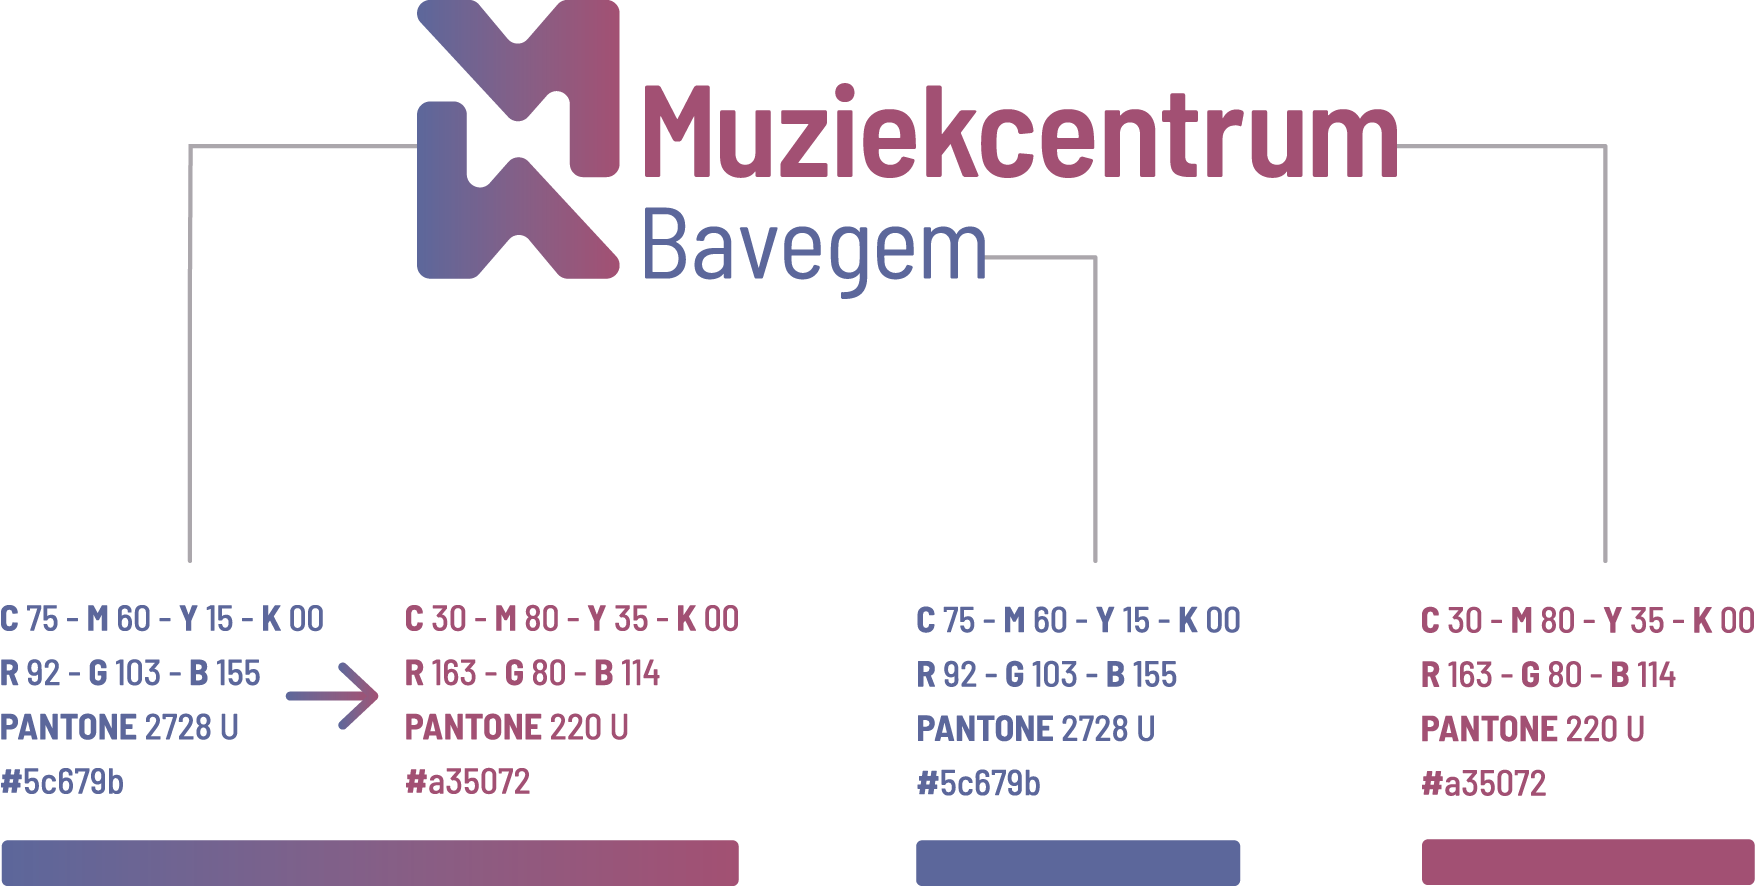 Muziekcentrum
Bavegem
C 75 - M 60 - Y 15 - K 00
R 92 - G 103 - B 155
PANTONE 2728 U
#5c679b
C 30 - M 80 - Y 35 - K 00
R 163 - G 80 - B 114
PANTONE 220 U
#a35072
C 75 - M 60 - Y 15 - K 00
R 92 - G 103 - B 155
PANTONE 2728 U
#5c679b
C 30 - M 80 - Y 35 - K 00
R 163 - G 80 - B 114
PANTONE 220 U
#a35072